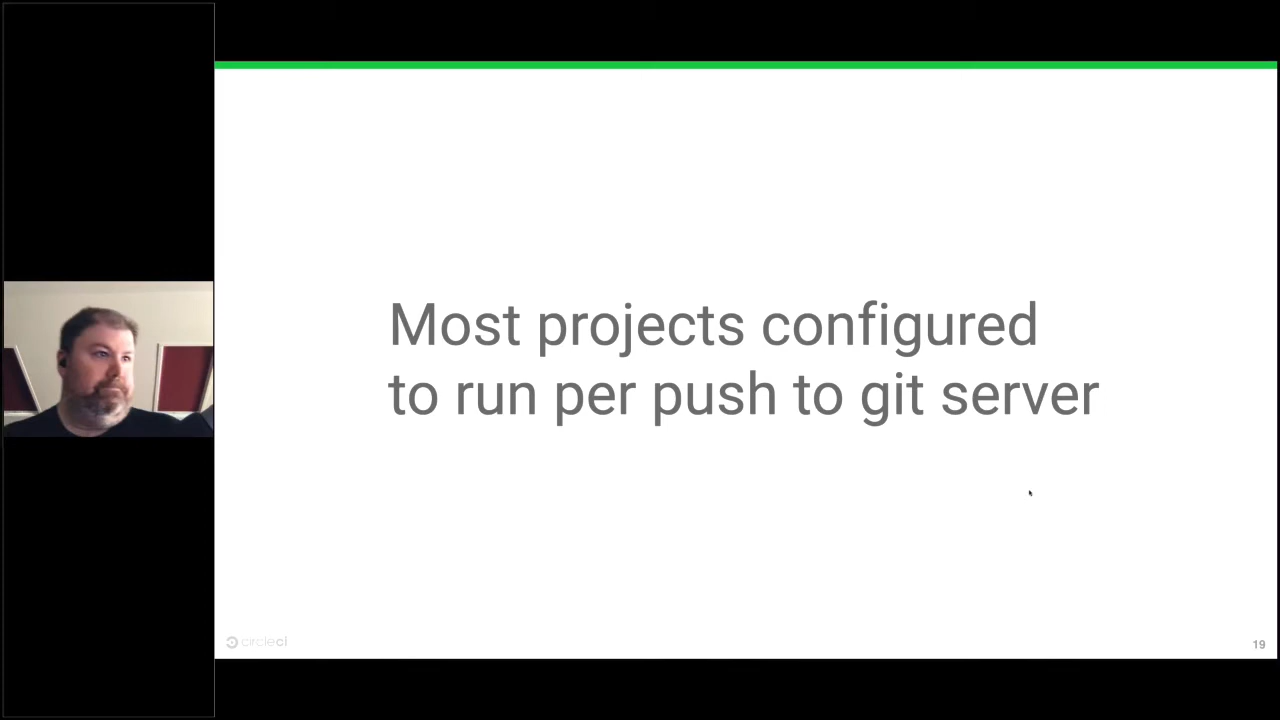 Most projects configured
to run per push to git server
circleci
19